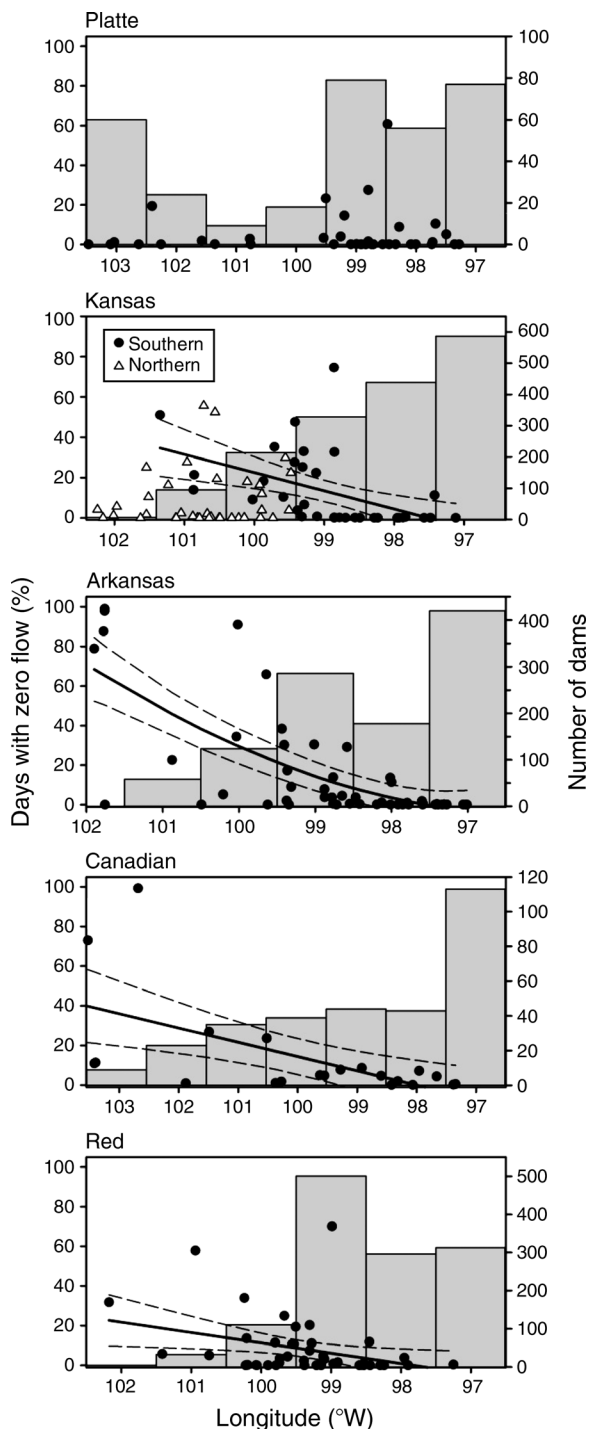 Platte
100 100
80 80
60 60
40 40
20 20
0 0
103 102 101 100 99 98 97
Kansas
100 600
80 500
60 400
40 300
20 200
0 100
0
Southern
Northern
102 101 100 99 98 97
Arkansas
100 400
80 300
60 200
40 100
20 0
0
102 101 100 99 98 97
Days with zero flow (%)
Number of dams
Canadian
100 120
80 100
60 80
40 60
20 40
0 20
0
103 102 101 100 99 98 97
Red
100 500
80 400
60 300
40 200
20 100
0 0
102 101 100 99 98 97
Longitude (°W)